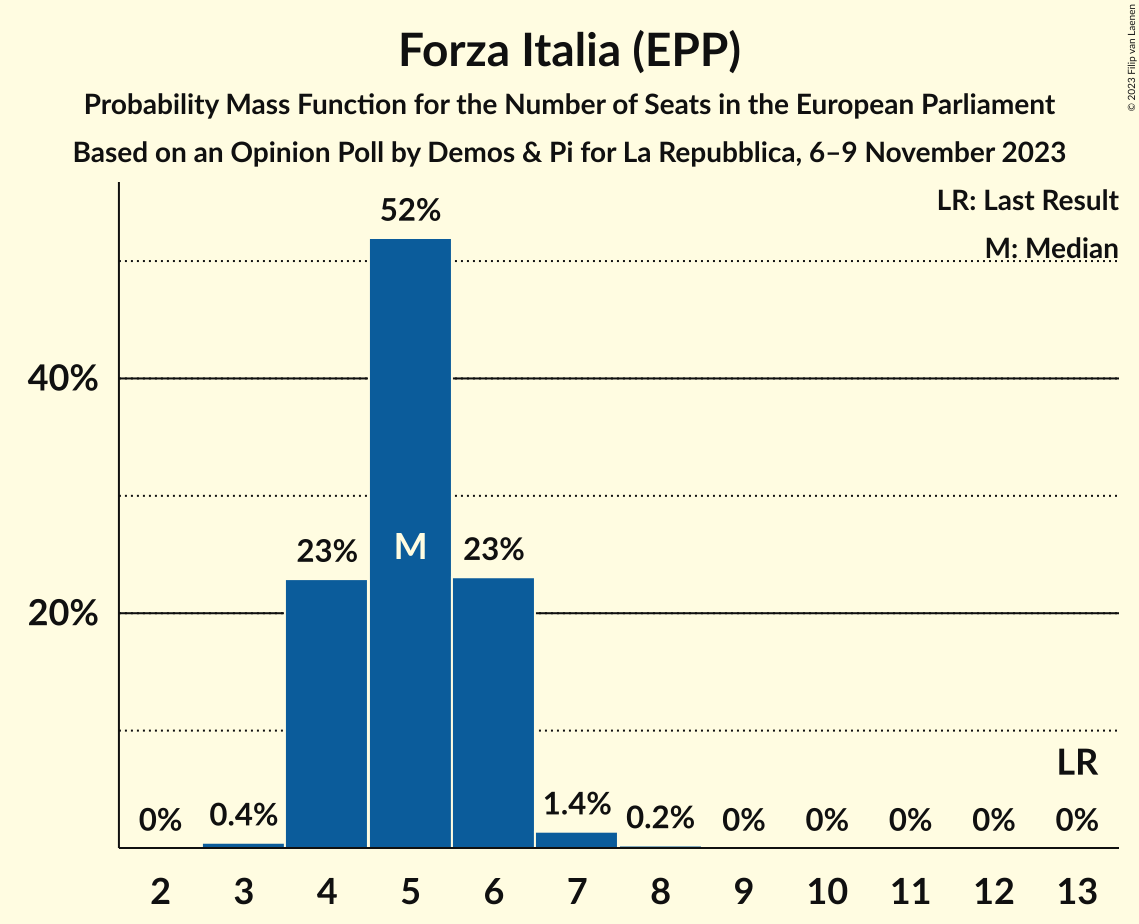 Forza Italia (EPP)
Probability Mass Function for the Number of Seats in the European Parliament
Based on an Opinion Poll by Demos & Pi for La Repubblica, 6–9 November 2023
© 2023 Filip van Laenen
LR: Last Result
M: Median
52%
40%
23%
M
23%
20%
LR
0%
0.4%
1.4%
0.2%
0%
0%
0%
0%
0%
2 3 4 5 6 7 8 9 10 11 12 13